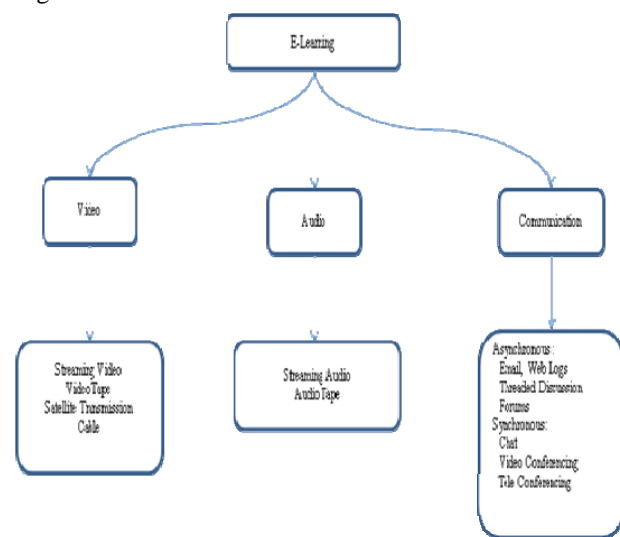 E-Learning
Video
Audio
Communication
Streaming Video
VideoTape
Satellite Transmission
Cable
Streaming Audio
AudioTape
Asynchronous:
Email, Web Logs
Threaded Discussion
Forums
Synchronous:
Chat
Video Conferencing
Tele Conferencing